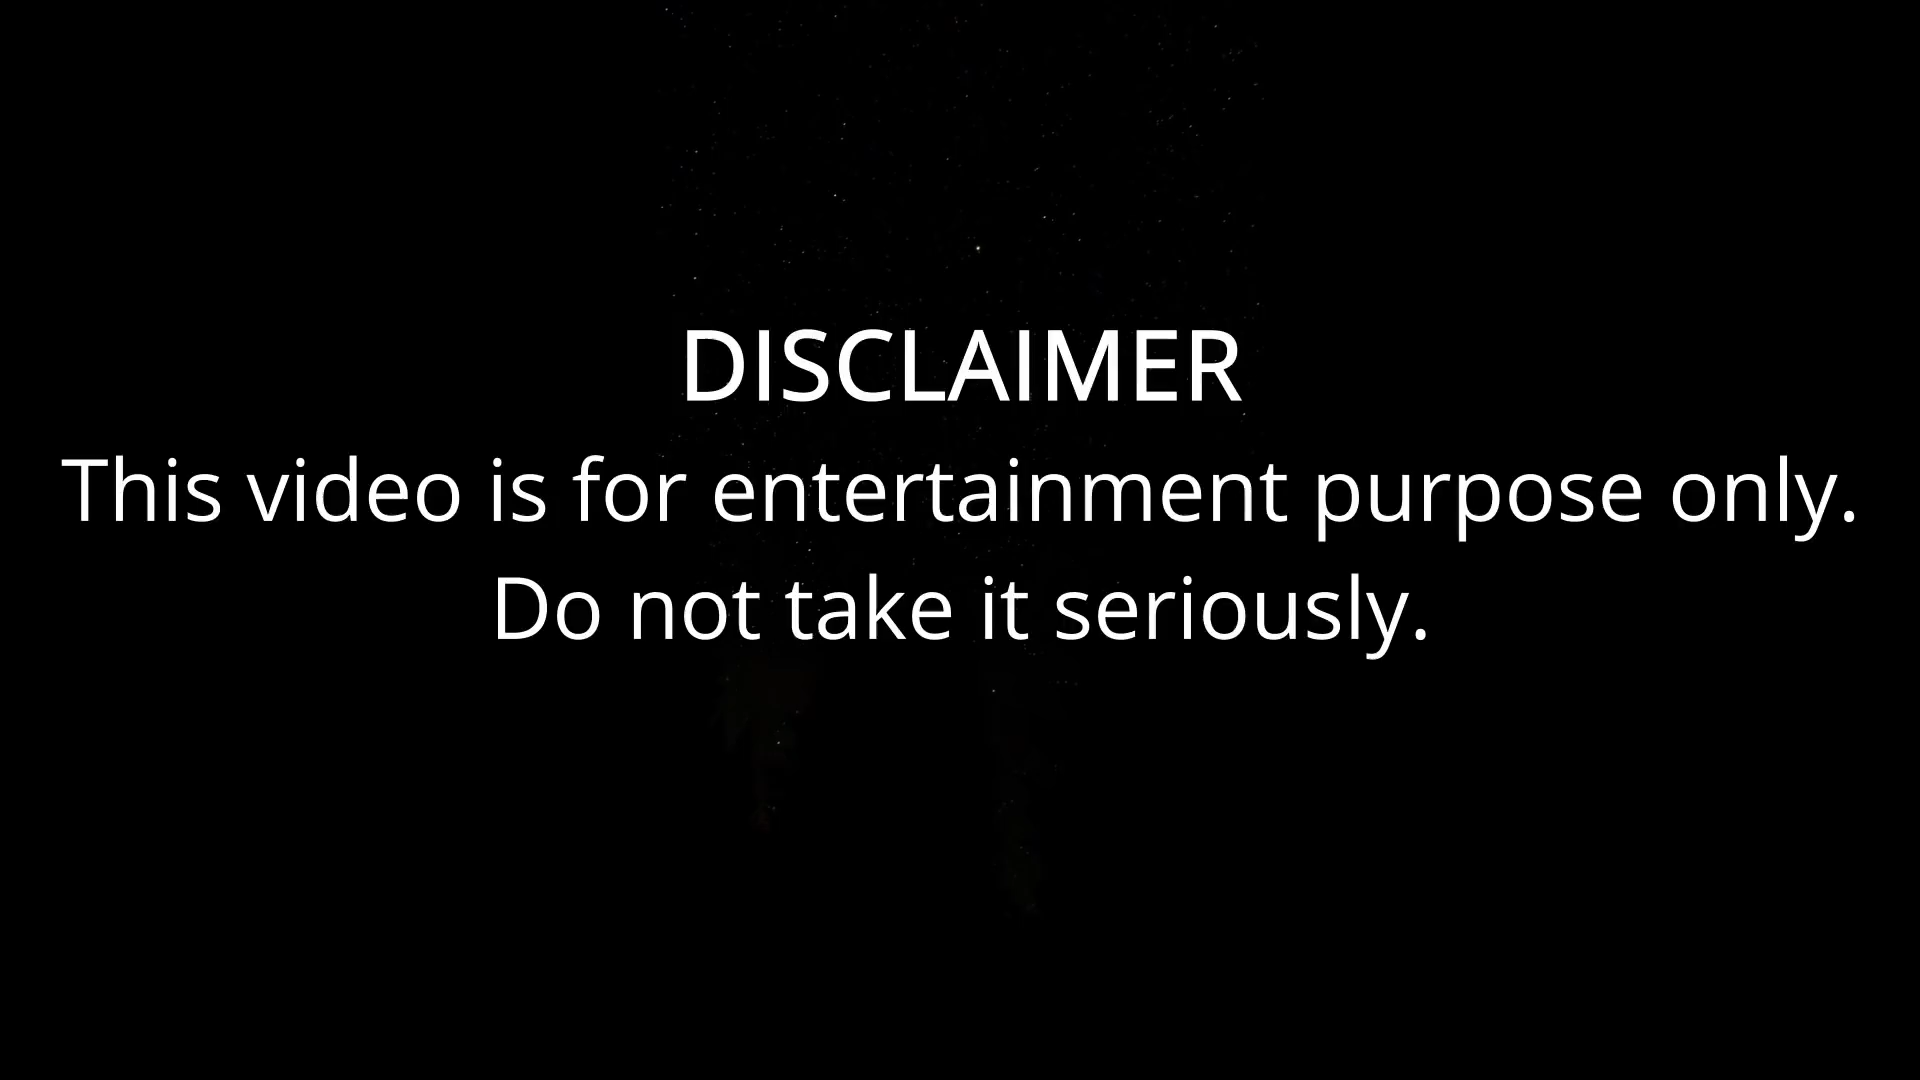 DISCLAIMER
This video is for entertainment purpose only.
Do not take it seriously.